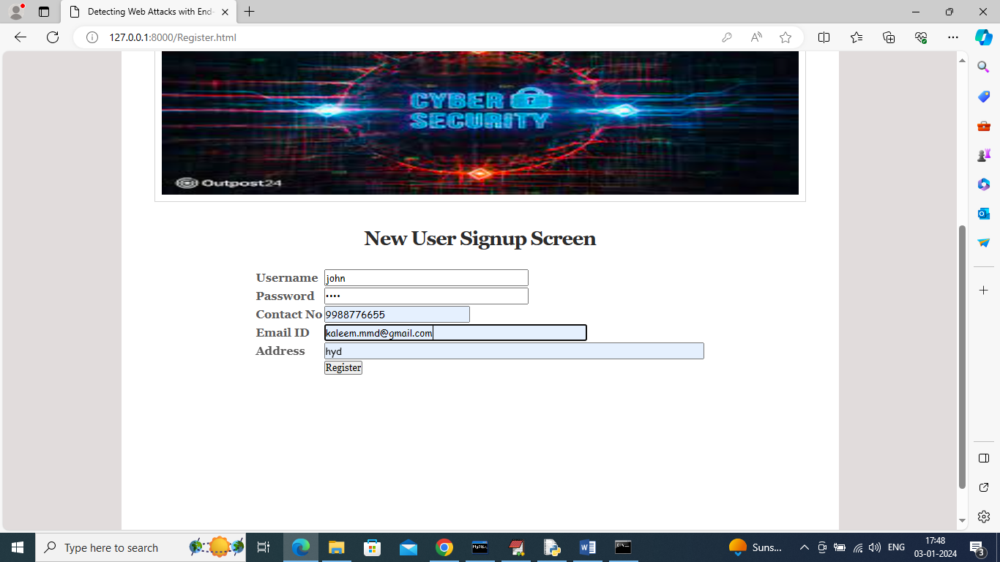 Detecting Web Attacks with End-
127.0.0.1:8000/Register.html
CYBER
SECURITY
Outpost24
New User Signup Screen
Username john
Password ••••
Contact No 9988776655
Email ID kaleem.mmd@gmail.com
Address hyd
Register
Type here to search
Suns...
ENG
17:48
03-01-2024
3